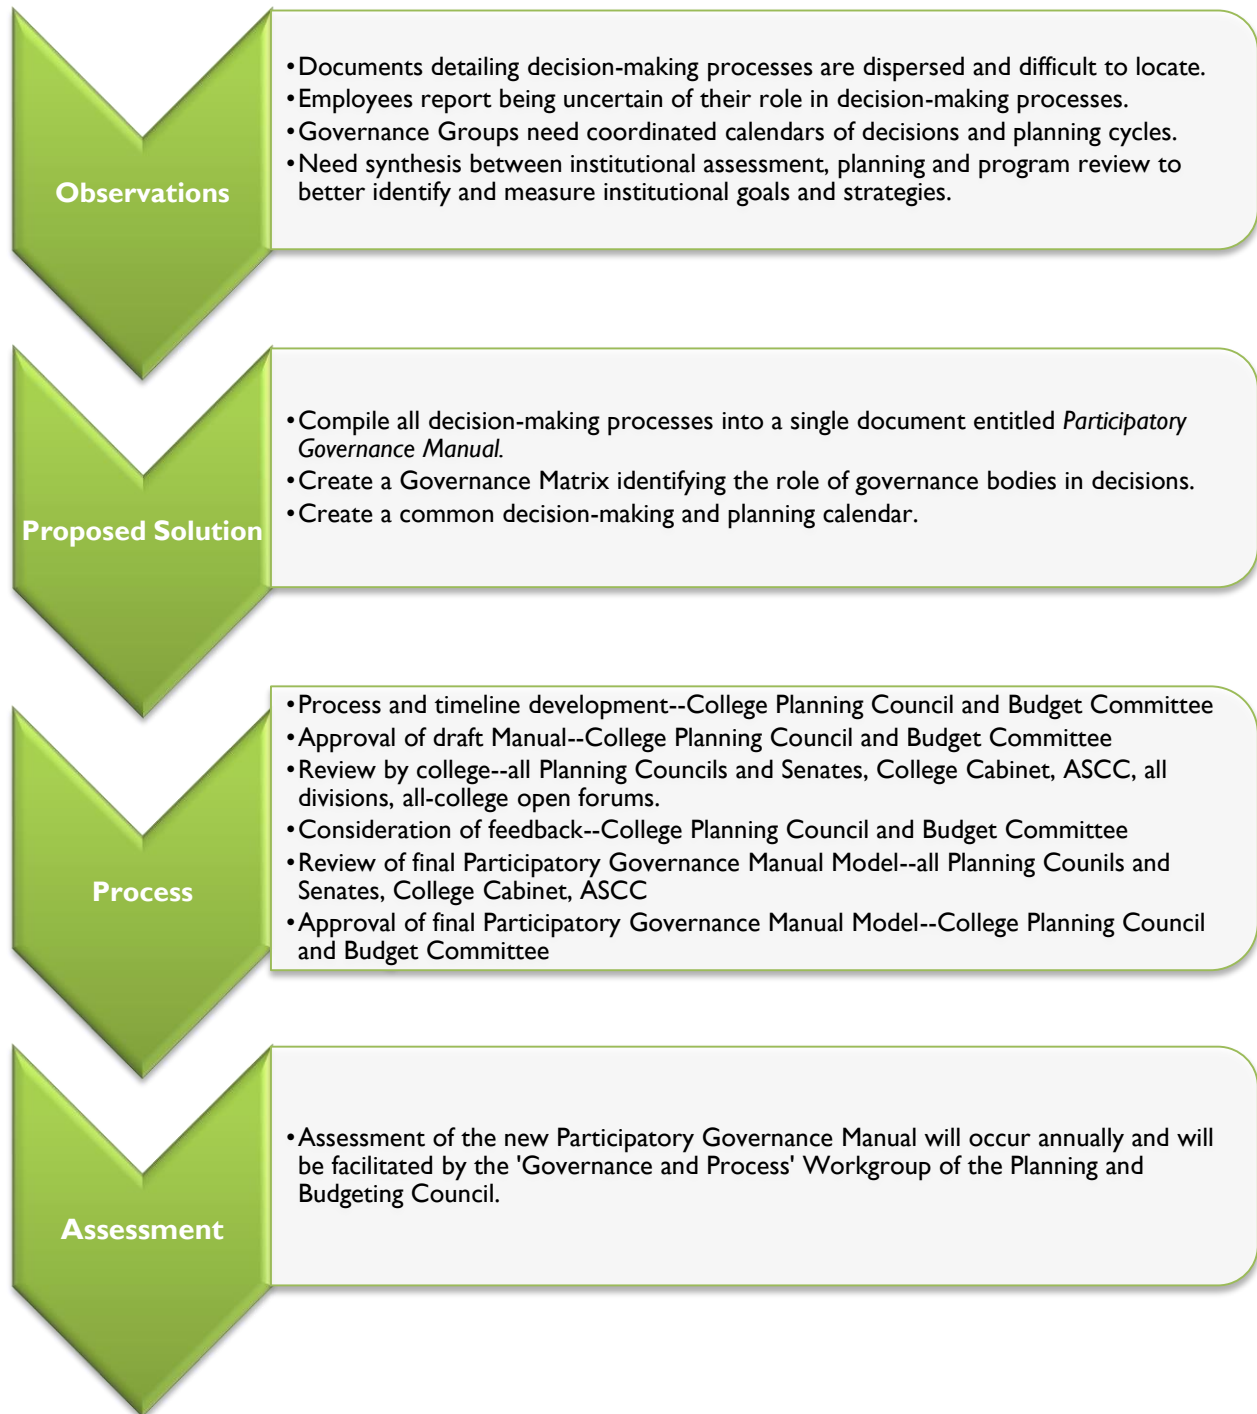 Observations
•Documents detailing decision-making processes are dispersed and difficult to locate.
•Employees report being uncertain of their role in decision-making processes.
•Governance Groups need coordinated calendars of decisions and planning cycles.
•Need synthesis between institutional assessment, planning and program review to
better identify and measure institutional goals and strategies.
Proposed Solution
•Compile all decision-making processes into a single document entitled Participatory
Governance Manual.
•Create a Governance Matrix identifying the role of governance bodies in decisions.
•Create a common decision-making and planning calendar.
Process
•Process and timeline development--College Planning Council and Budget Committee
•Approval of draft Manual--College Planning Council and Budget Committee
•Review by college--all Planning Councils and Senates, College Cabinet, ASCC, all
divisions, all-college open forums.
•Consideration of feedback--College Planning Council and Budget Committee
•Review of final Participatory Governance Manual Model--all Planning Counils and
Senates, College Cabinet, ASCC
•Approval of final Participatory Governance Manual Model--College Planning Council
and Budget Committee
Assessment
•Assessment of the new Participatory Governance Manual will occur annually and will
be facilitated by the 'Governance and Process' Workgroup of the Planning and
Budgeting Council.